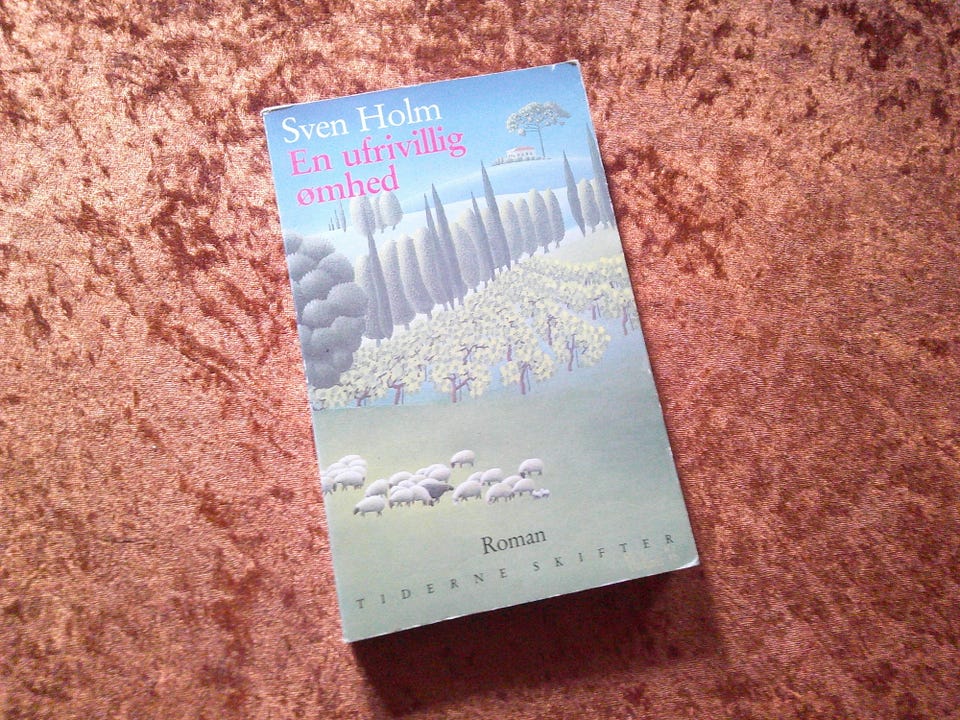 Sven Holm
En ufrivillig
ømhed
Roman
TIDERNE SKIFTER